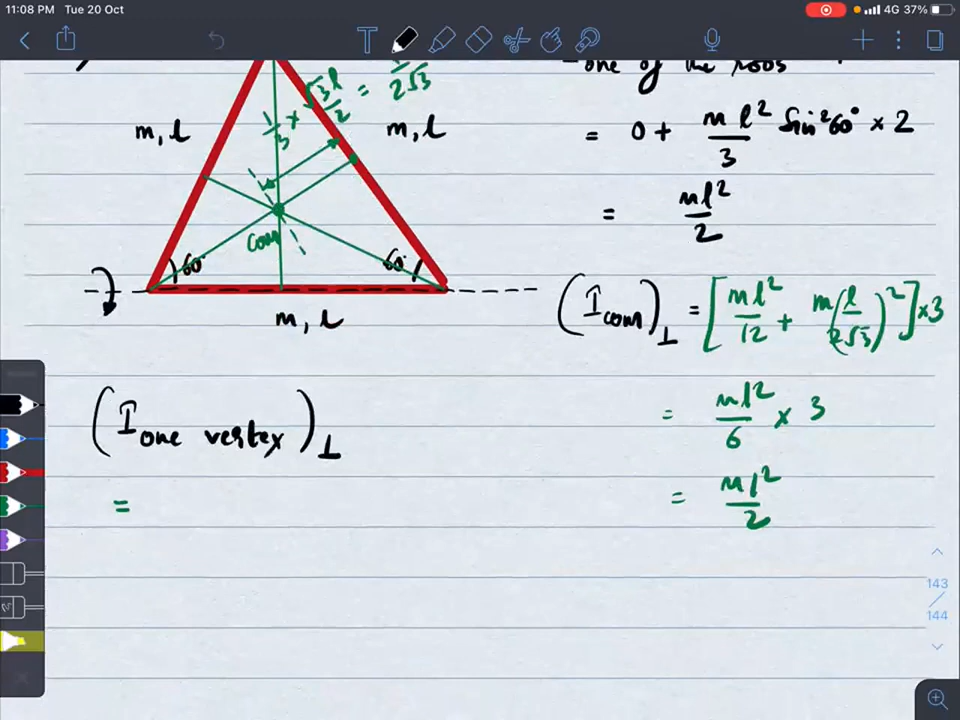 11:08 PM Tue 20 Oct
4G 37%
T
one of the rods
1/3 × √3l/2 = l/2√3
m, l
m, l
= 0 + ml²/3 Sin²60° × 2
= ml²/2
com
60°
60°
m, l
(I com)⊥ = [ml²/12 + m(l/2√3)²] × 3
= ml²/6 × 3
= ml²/2
(I one vertex)⊥
=
143
/
144